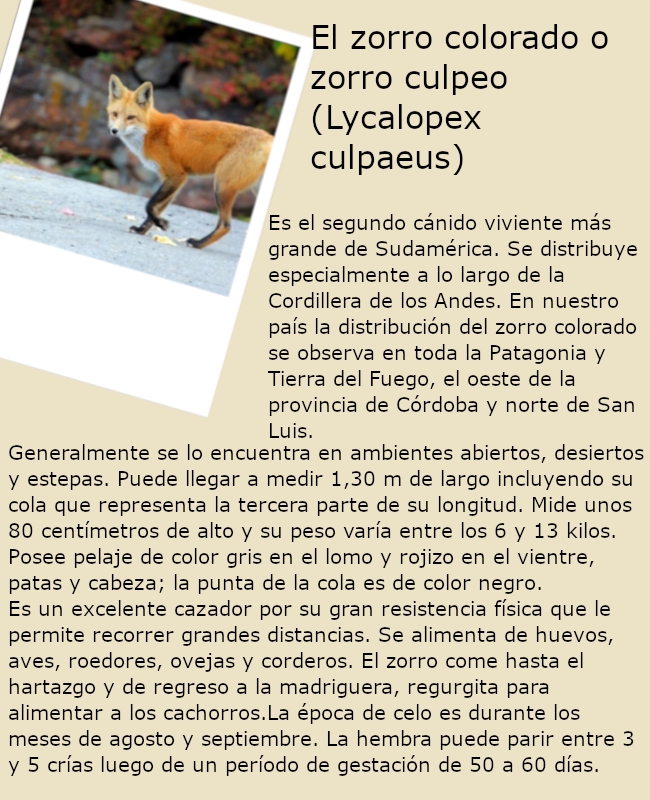 El zorro colorado o
zorro culpeo
(Lycalopex
culpaeus)
Es el segundo cánido viviente más
grande de Sudamérica. Se distribuye
especialmente a lo largo de la
Cordillera de los Andes. En nuestro
país la distribución del zorro colorado
se observa en toda la Patagonia y
Tierra del Fuego, el oeste de la
provincia de Córdoba y norte de San
Luis.
Generalmente se lo encuentra en ambientes abiertos, desiertos
y estepas. Puede llegar a medir 1,30 m de largo incluyendo su
cola que representa la tercera parte de su longitud. Mide unos
80 centímetros de alto y su peso varía entre los 6 y 13 kilos.
Posee pelaje de color gris en el lomo y rojizo en el vientre,
patas y cabeza; la punta de la cola es de color negro.
Es un excelente cazador por su gran resistencia física que le
permite recorrer grandes distancias. Se alimenta de huevos,
aves, roedores, ovejas y corderos. El zorro come hasta el
hartazgo y de regreso a la madriguera, regurgita para
alimentar a los cachorros.La época de celo es durante los
meses de agosto y septiembre. La hembra puede parir entre 3
y 5 crías luego de un período de gestación de 50 a 60 días.